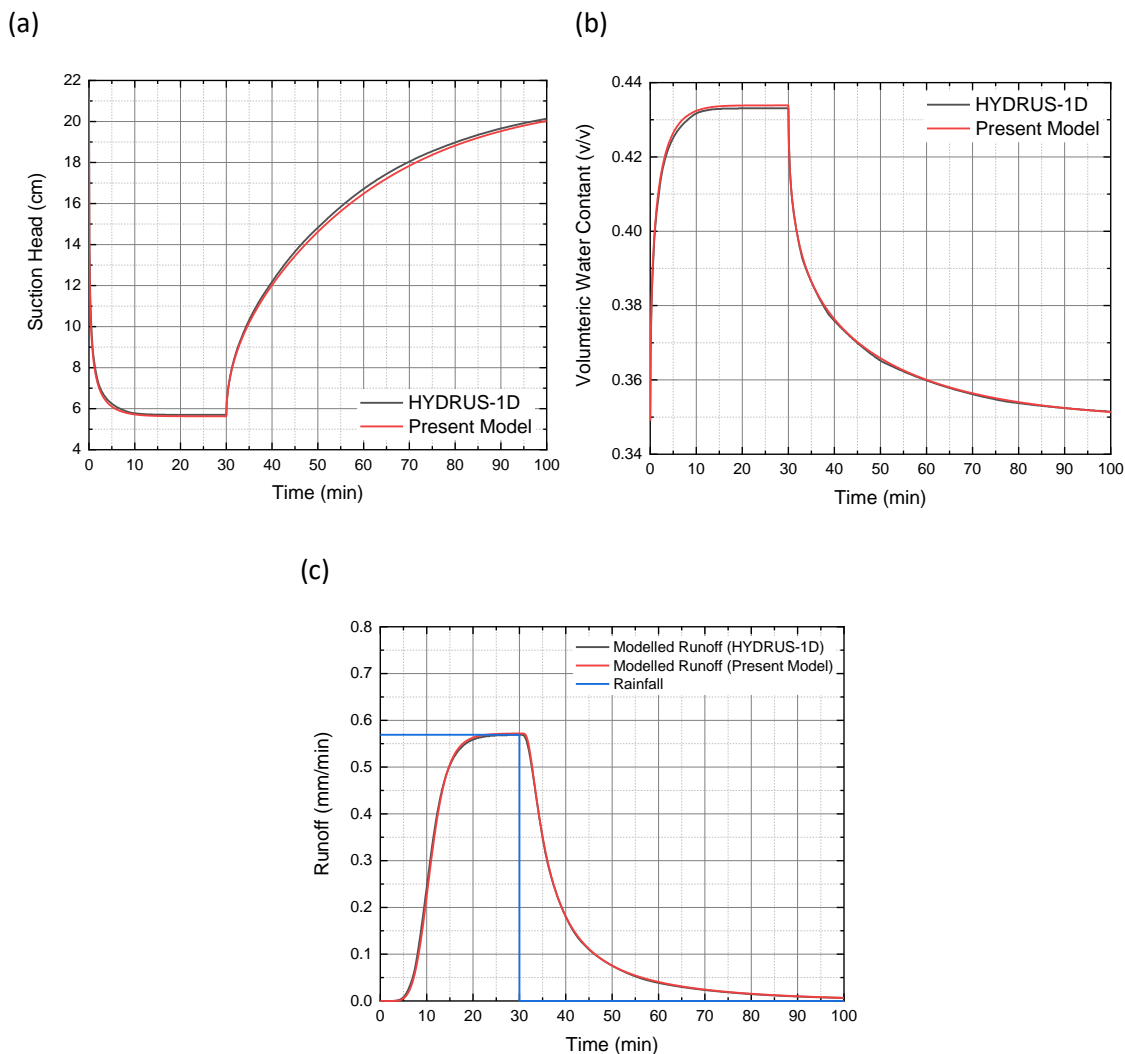 (a)
22
20
18
16
14
12
10
8
6
4
Suction Head (cm)
HYDRUS-1D
Present Model
0 10 20 30 40 50 60 70 80 90 100
Time (min)
(b)
0.44
0.42
0.40
0.38
0.36
0.34
Volumteric Water Contant (v/v)
HYDRUS-1D
Present Model
0 10 20 30 40 50 60 70 80 90 100
Time (min)
(c)
0.8
0.7
0.6
0.5
0.4
0.3
0.2
0.1
0.0
Runoff (mm/min)
Modelled Runoff (HYDRUS-1D)
Modelled Runoff (Present Model)
Rainfall
0 10 20 30 40 50 60 70 80 90 100
Time (min)